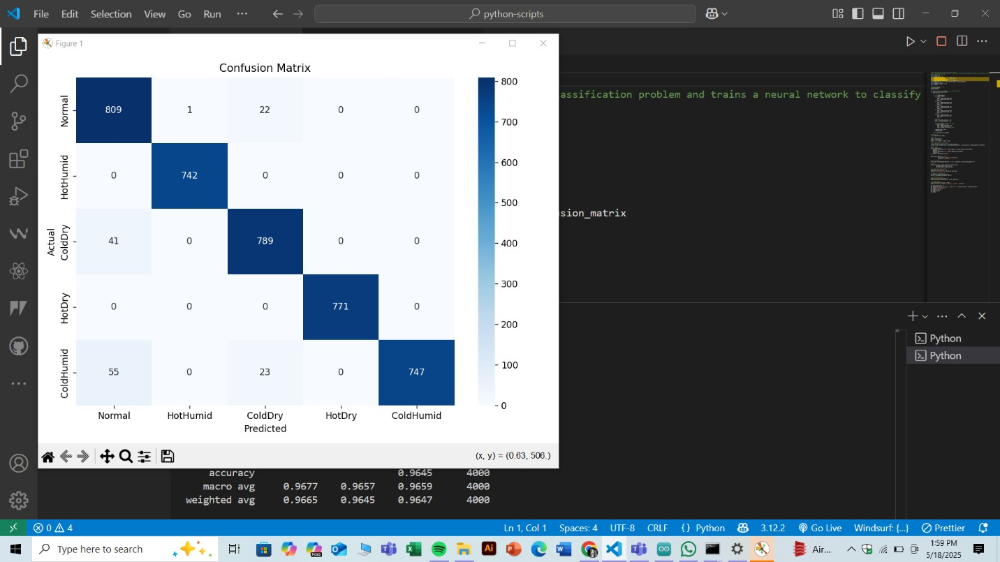 File Edit Selection View Go Run ··· python-scripts
Figure 1
Confusion Matrix
assification problem and trains a neural network to classify
usion_matrix
Actual
Normal 809 1 22 0 0
HotHumid 0 742 0 0 0
ColdDry 41 0 789 0 0
HotDry 0 0 0 771 0
ColdHumid 55 0 23 0 747
Normal HotHumid ColdDry HotDry ColdHumid
Predicted
800
700
600
500
400
300
200
100
0
(x, y) = (0.63, 506.)
Python
Python
accuracy 0.9645 4000
macro avg 0.9677 0.9657 0.9659 4000
weighted avg 0.9665 0.9645 0.9647 4000
0 4 Ln 1, Col 1 Spaces: 4 UTF-8 CRLF {} Python 3.12.2 Go Live Windsurf: {...} Prettier
Type here to search Air... 1:59 PM
5/18/2025